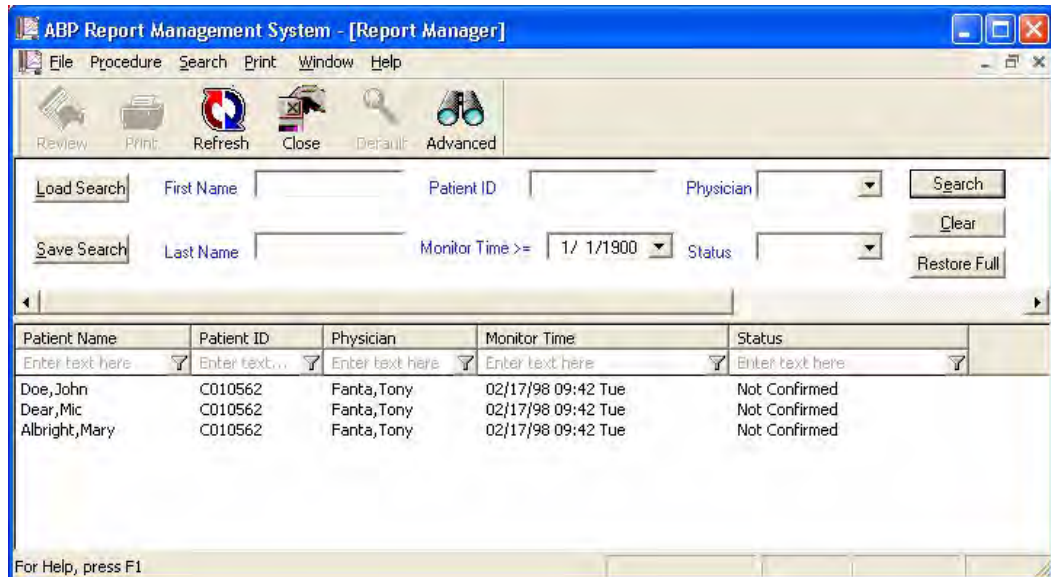 ABP Report Management System - [Report Manager]
File Procedure Search Print Window Help
Review Print Refresh Close Default Advanced
Load Search First Name Patient ID Physician Search
Clear
Save Search Last Name Monitor Time >= 1/ 1/1900 Status
Restore Full
Patient Name Patient ID Physician Monitor Time Status
Enter text here Enter text... Enter text here Enter text here Enter text here
Doe,John C010562 Fanta,Tony 02/17/98 09:42 Tue Not Confirmed
Dear,Mic C010562 Fanta,Tony 02/17/98 09:42 Tue Not Confirmed
Albright,Mary C010562 Fanta,Tony 02/17/98 09:42 Tue Not Confirmed
For Help, press F1